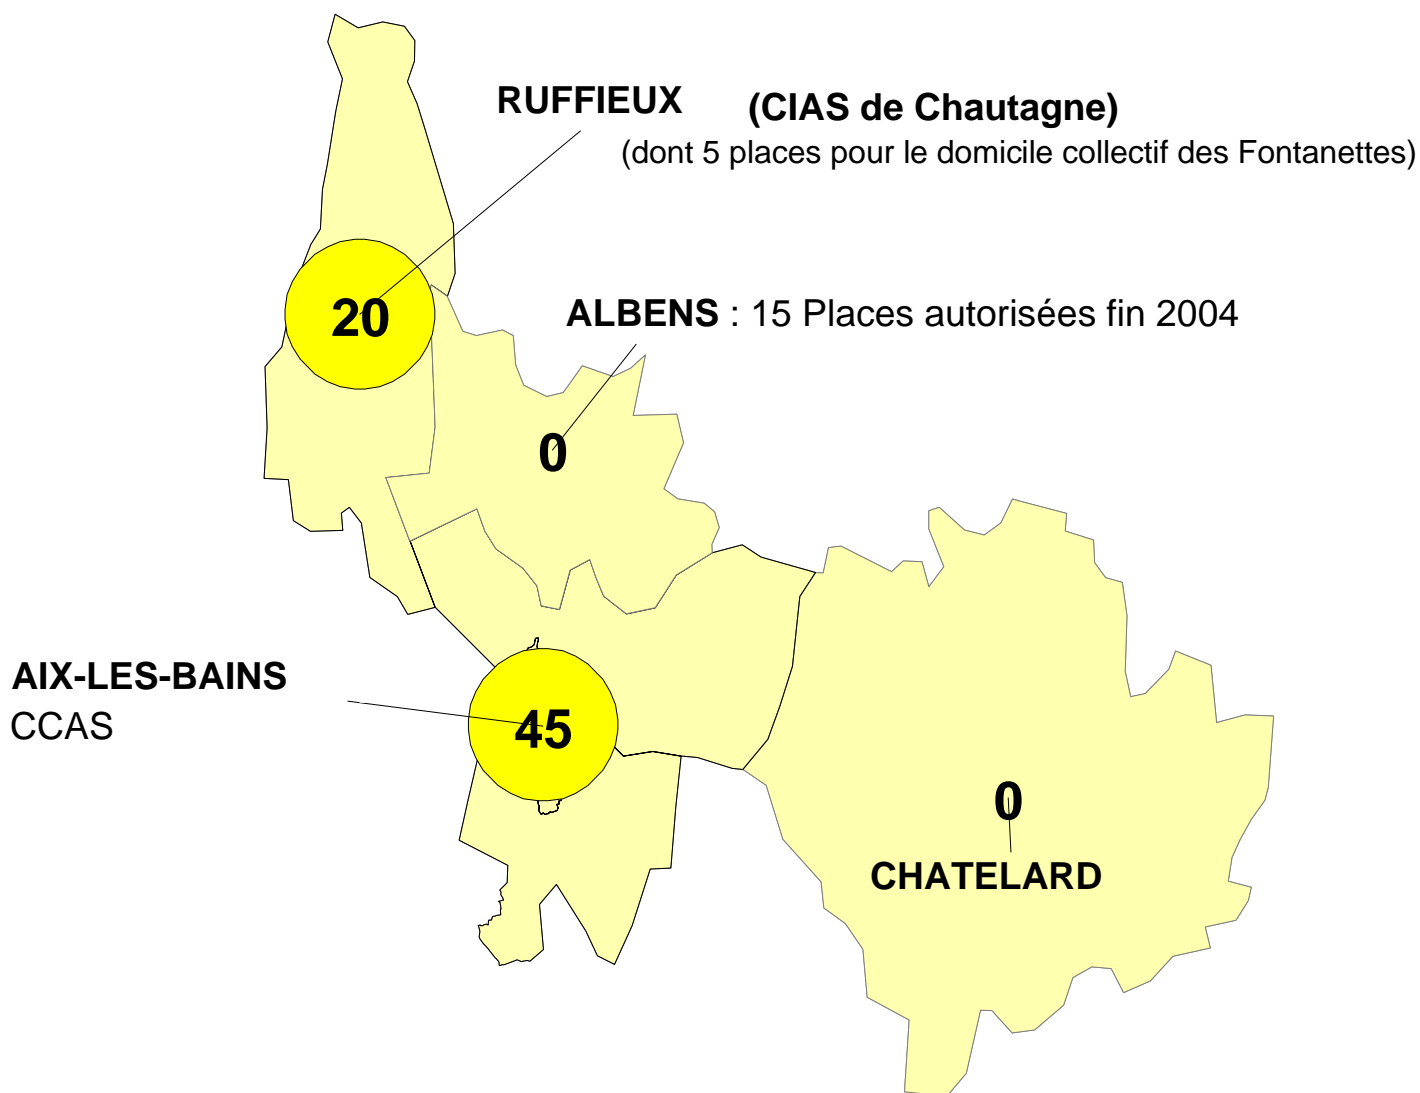 RUFFIEUX (CIAS de Chautagne)
(dont 5 places pour le domicile collectif des Fontanettes)
20
ALBENS : 15 Places autorisées fin 2004
0
AIX-LES-BAINS
CCAS
45
0
CHATELARD